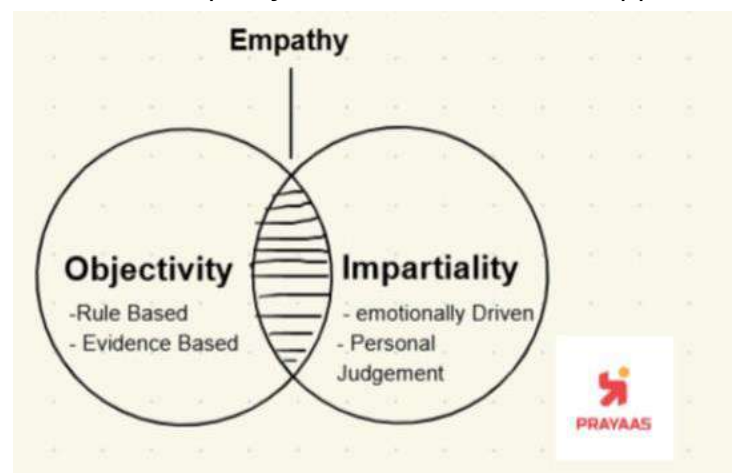 Empathy
Objectivity
-Rule Based
- Evidence Based
Impartiality
- emotionally Driven
- Personal
Judgement
PRAYAAS